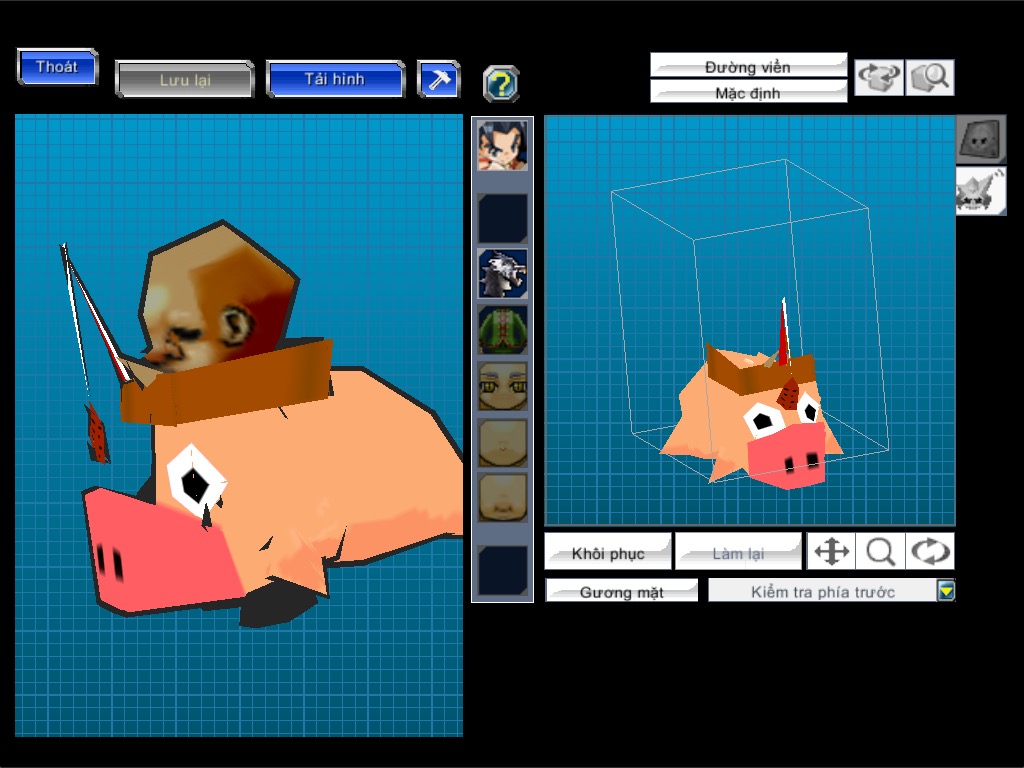 Thoát
Lưu lại
Tải hình
?
Đường viền
Mặc định
Khôi phục
Làm lại
Gương mặt
Kiểm tra phía trước